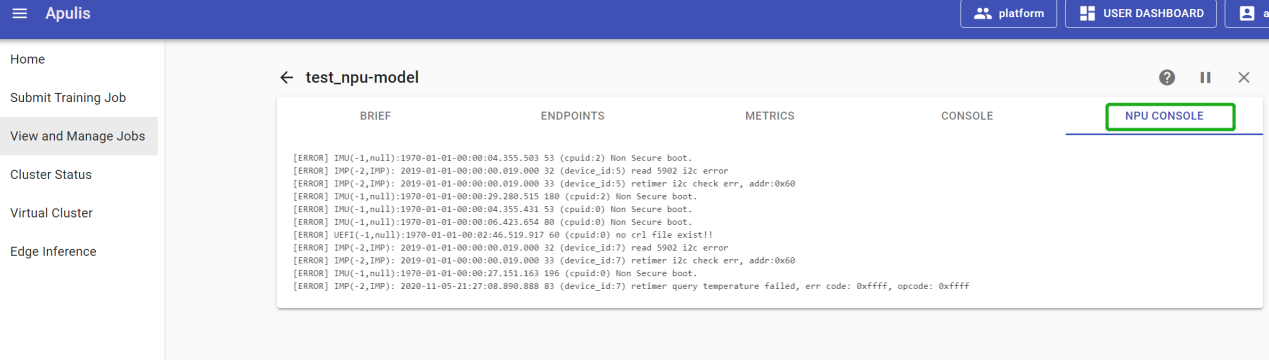 Apulis
platform
USER DASHBOARD
Home
Submit Training Job
View and Manage Jobs
Cluster Status
Virtual Cluster
Edge Inference
test_npu-model
BRIEF
ENDPOINTS
METRICS
CONSOLE
NPU CONSOLE
[ERROR] IMU(-1,null):1970-01-01-00:00:04.355.503 53 (cpuid:2) Non Secure boot.
[ERROR] IMP(-2,IMP): 2019-01-01-00:00:00.019.000 32 (device_id:5) read 5902 i2c error
[ERROR] IMP(-2,IMP): 2019-01-01-00:00:00.019.000 33 (device_id:5) retimer i2c check err, addr:0x60
[ERROR] IMU(-1,null):1970-01-01-00:00:29.280.515 180 (cpuid:2) Non Secure boot.
[ERROR] IMU(-1,null):1970-01-01-00:00:04.355.431 53 (cpuid:0) Non Secure boot.
[ERROR] IMU(-1,null):1970-01-01-00:00:06.423.654 80 (cpuid:0) Non Secure boot.
[ERROR] UEFI(-1,null):1970-01-01-00:02:46.519.917 60 (cpuid:0) no crl file exist!!
[ERROR] IMP(-2,IMP): 2019-01-01-00:00:00.019.000 32 (device_id:7) read 5902 i2c error
[ERROR] IMP(-2,IMP): 2019-01-01-00:00:00.019.000 33 (device_id:7) retimer i2c check err, addr:0x60
[ERROR] IMU(-1,null):1970-01-01-00:00:27.151.163 196 (cpuid:0) Non Secure boot.
[ERROR] IMP(-2,IMP): 2020-11-05-21:27:08.890.888 83 (device_id:7) retimer query temperature failed, err code: 0xffff, opcode: 0xffff